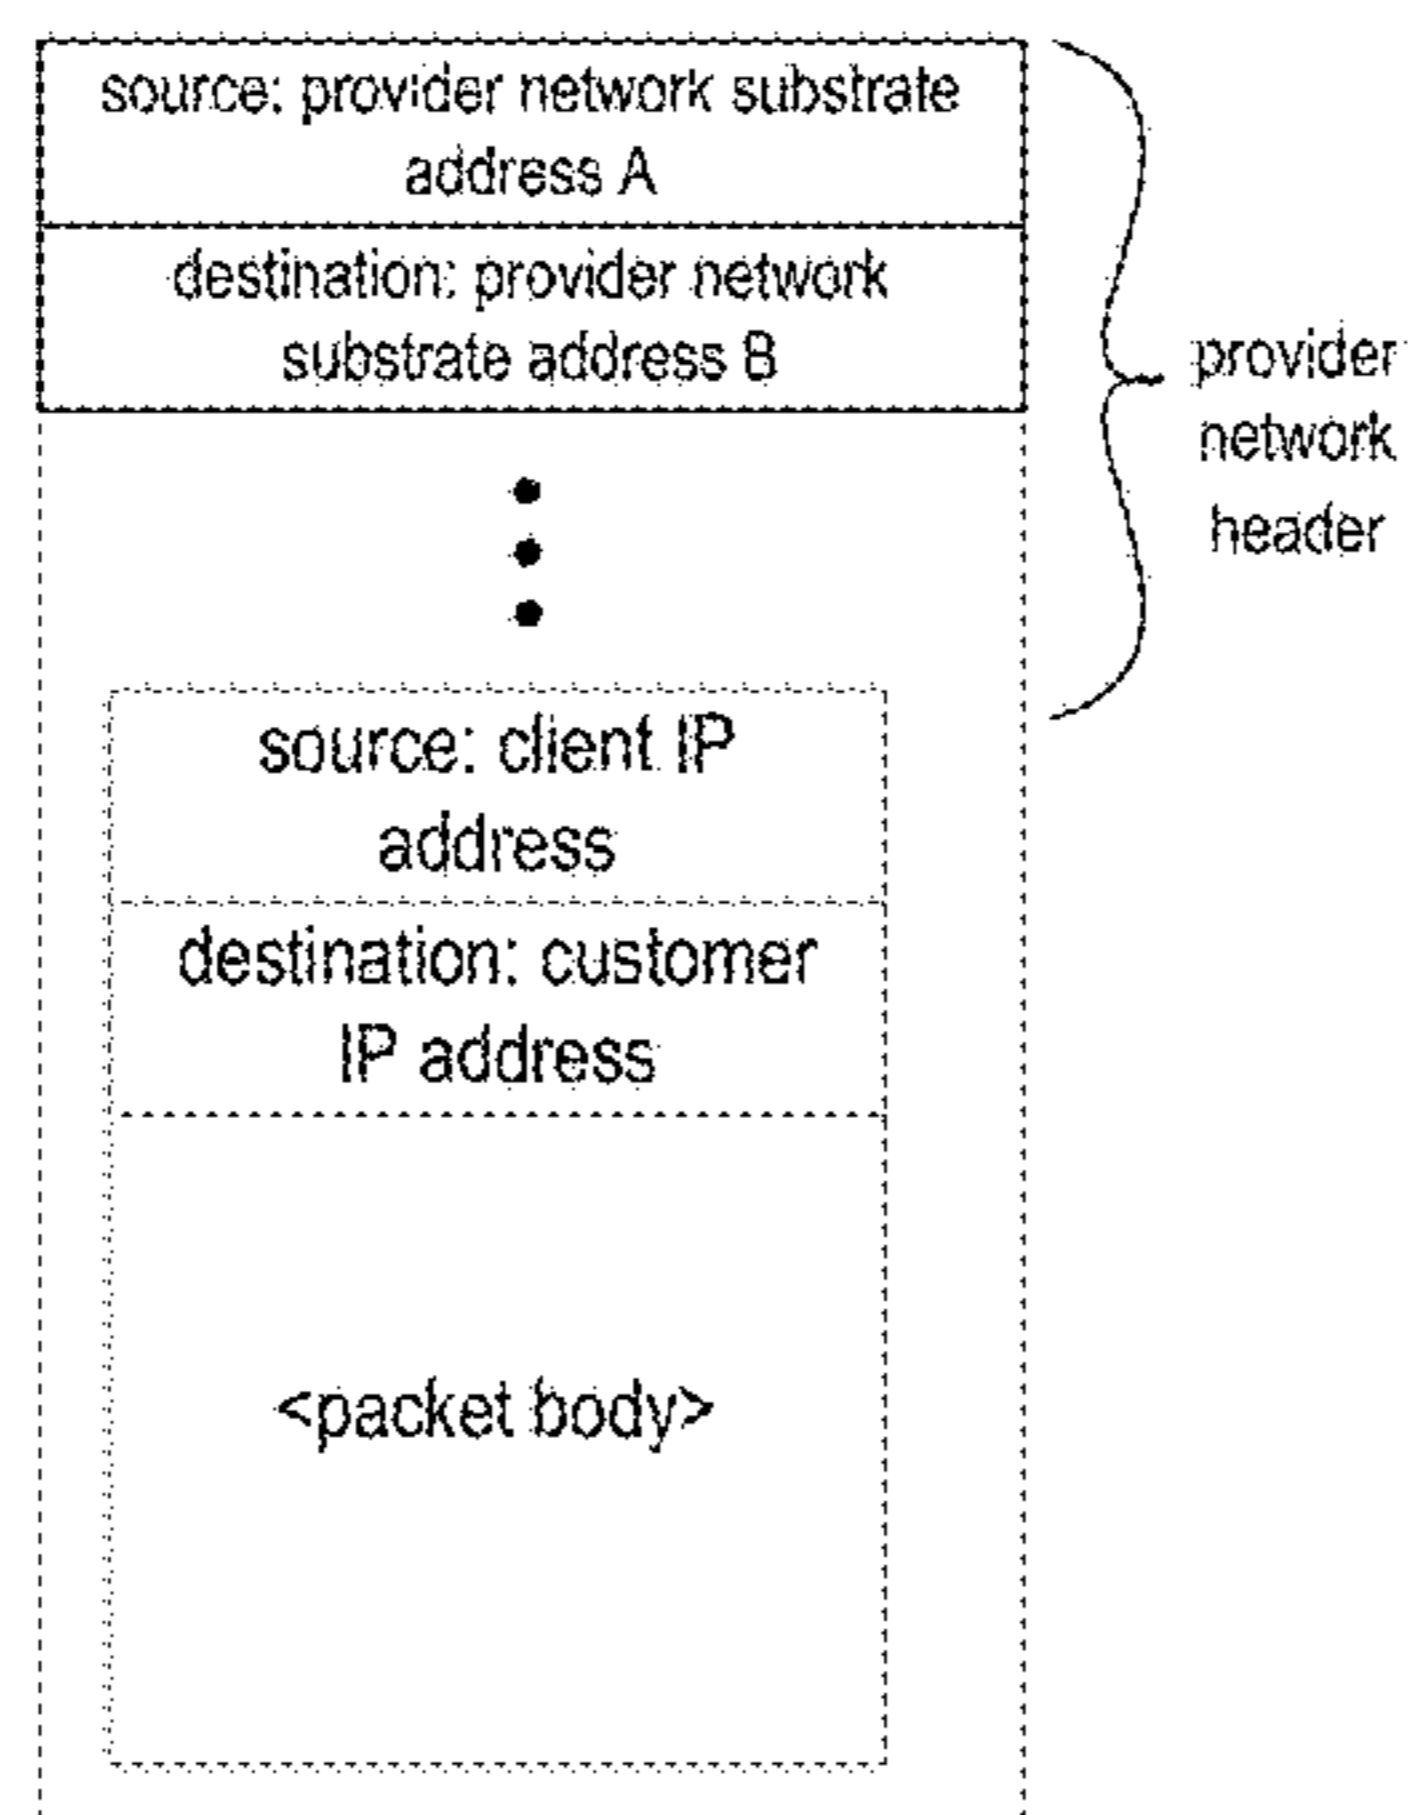 source: provider network substrate
address A
destination: provider network
substrate address B
provider
network
header
source: client IP
address
destination: customer
IP address
<packet body>